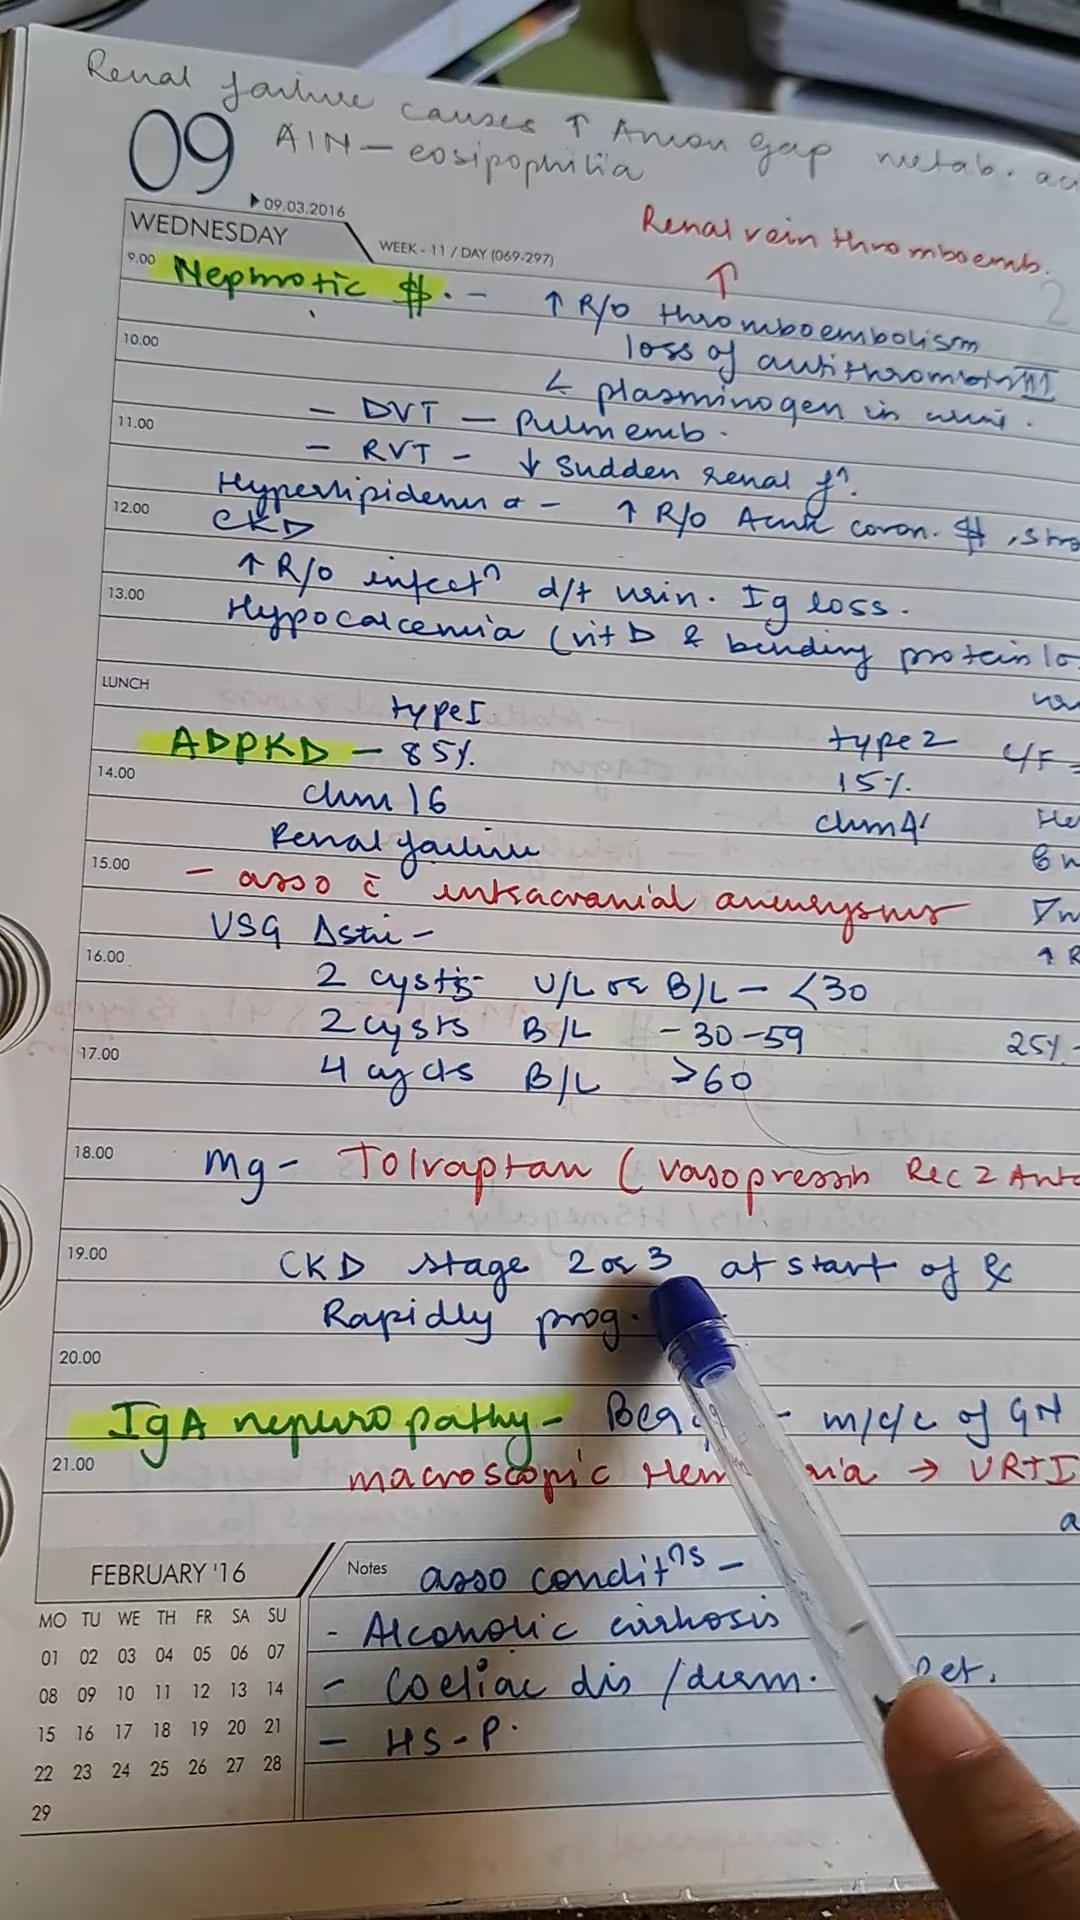 Renal failure causes ↑ Anion gap metab. aci
09 AIN - eosipophilia
▶09.03.2016
WEDNESDAY
WEEK - 11 / DAY (069-297)
Renal vein thromboemb.
↑
9.00 Nephrotic $. - ↑ R/o thromboembolism
10.00 loss of antithrombin III
& plasminogen in urine.
11.00 - DVT - Pulm emb.
- RVT - ↓ Sudden renal fⁿ.
Hyperlipidemia - ↑ R/o Acute coron. $, Stro
12.00 CKD
↑ R/o infectⁿ d/t urin. Ig loss.
13.00 Hypocalcemia (vit D & binding protein lo
LUNCH
type I type 2 C/F =
ADPKD - 85% 15%
14.00 chm 16 chm 4
Renal failure
15.00 - asso c̄ intracranial aneurysms
USG
16.00 2 cysts U/L or B/L - <30
2 cysts B/L - 30-59 25% -
17.00 4 cycts B/L >60
18.00 Mg - Tolvaptan (vasopressin Rec 2 Anta
19.00 CKD stage 2 or 3 at start of Rx
Rapidly prog.
20.00
IgA nephropathy - m/c/c of GN
21.00 macroscopic → URTI
FEBRUARY '16
MO TU WE TH FR SA SU
01 02 03 04 05 06 07
08 09 10 11 12 13 14
15 16 17 18 19 20 21
22 23 24 25 26 27 28
29
Notes asso conditⁿs -
- Alcoholic cirrhosis
- Coeliac dis / derm.
- HS-P.